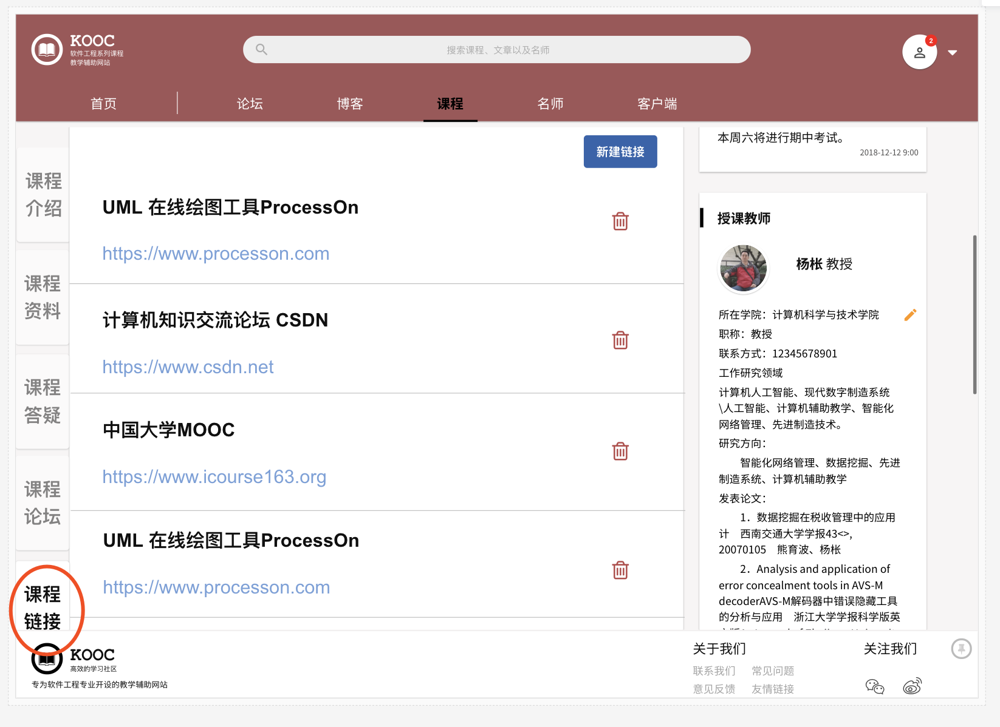 KOOC
软件工程系列课程
教学辅助网站
搜索课程、文章以及名师
2
首页
论坛
博客
课程
名师
客户端
课程
介绍
课程
资料
课程
答疑
课程
论坛
课程
链接
新建链接
UML 在线绘图工具ProcessOn
https://www.processon.com
计算机知识交流论坛 CSDN
https://www.csdn.net
中国大学MOOC
https://www.icourse163.org
UML 在线绘图工具ProcessOn
https://www.processon.com
本周六将进行期中考试。
2018-12-12 9:00
授课教师
杨枨 教授
所在学院：计算机科学与技术学院
职称：教授
联系方式：12345678901
工作研究领域
计算机人工智能、现代数字制造系统
\人工智能、计算机辅助教学、智能化
网络管理、先进制造技术。
研究方向：
智能化网络管理、数据挖掘、先进
制造系统、计算机辅助教学
发表论文：
1．数据挖掘在税收管理中的应用
计　西南交通大学学报43<>,
20070105　熊育波、杨枨
2．Analysis and application of
error concealment tools in AVS-M
decoderAVS-M解码器中错误隐藏工具
的分析与应用　浙江大学学报科学版英
KOOC
高效的学习社区
专为软件工程专业开设的教学辅助网站
关于我们
联系我们 常见问题
意见反馈 友情链接
关注我们